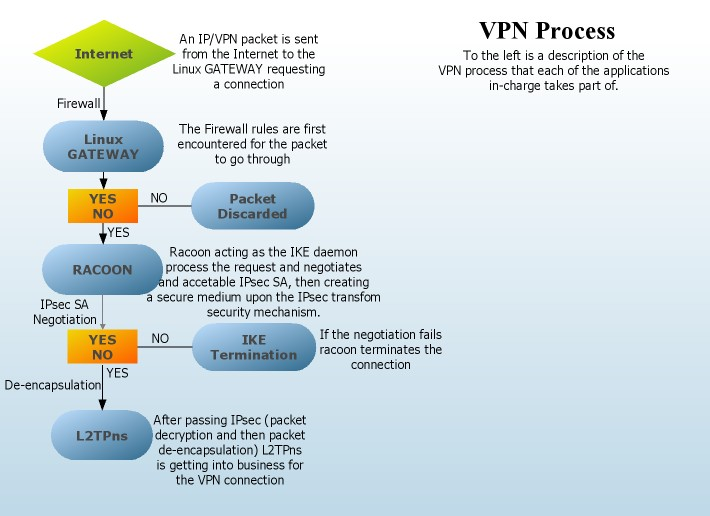 VPN Process
To the left is a description of the
VPN process that each of the applications
in-charge takes part of.
Internet
An IP/VPN packet is sent
from the Internet to the
Linux GATEWAY requesting
a connection
Firewall
Linux
GATEWAY
The Firewall rules are first
encountered for the packet
to go through
YES
NO
NO
Packet
Discarded
YES
RACOON
Racoon acting as the IKE daemon
process the request and negotiates
and accetable IPsec SA, then creating
a secure medium upon the IPsec transfom
security mechanism.
IPsec SA
Negotiation
YES
NO
NO
IKE
Termination
If the negotiation fails
racoon terminates the
connection
YES
De-encapsulation
L2TPns
After passing IPsec (packet
decryption and then packet
de-encapsulation) L2TPns
is getting into business for
the VPN connection